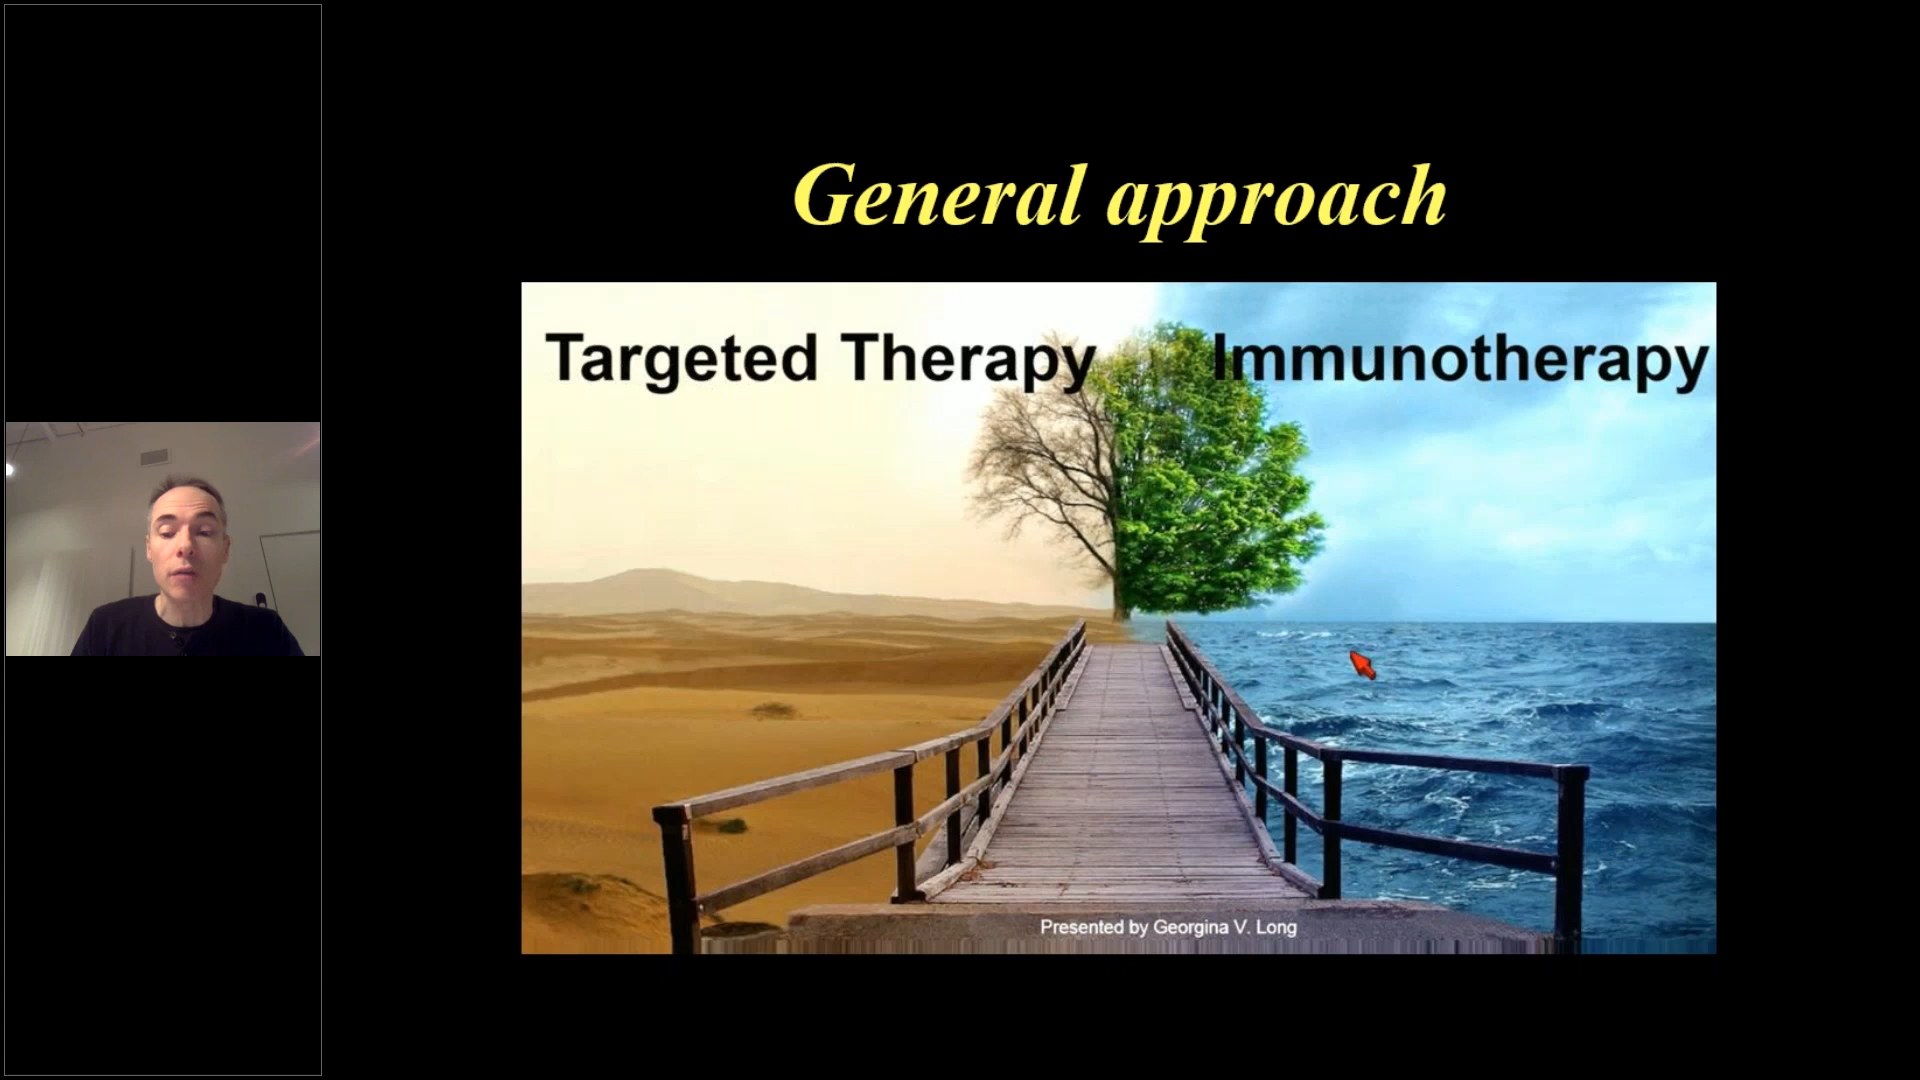 General approach
Targeted Therapy
Immunotherapy
Presented by Georgina V. Long